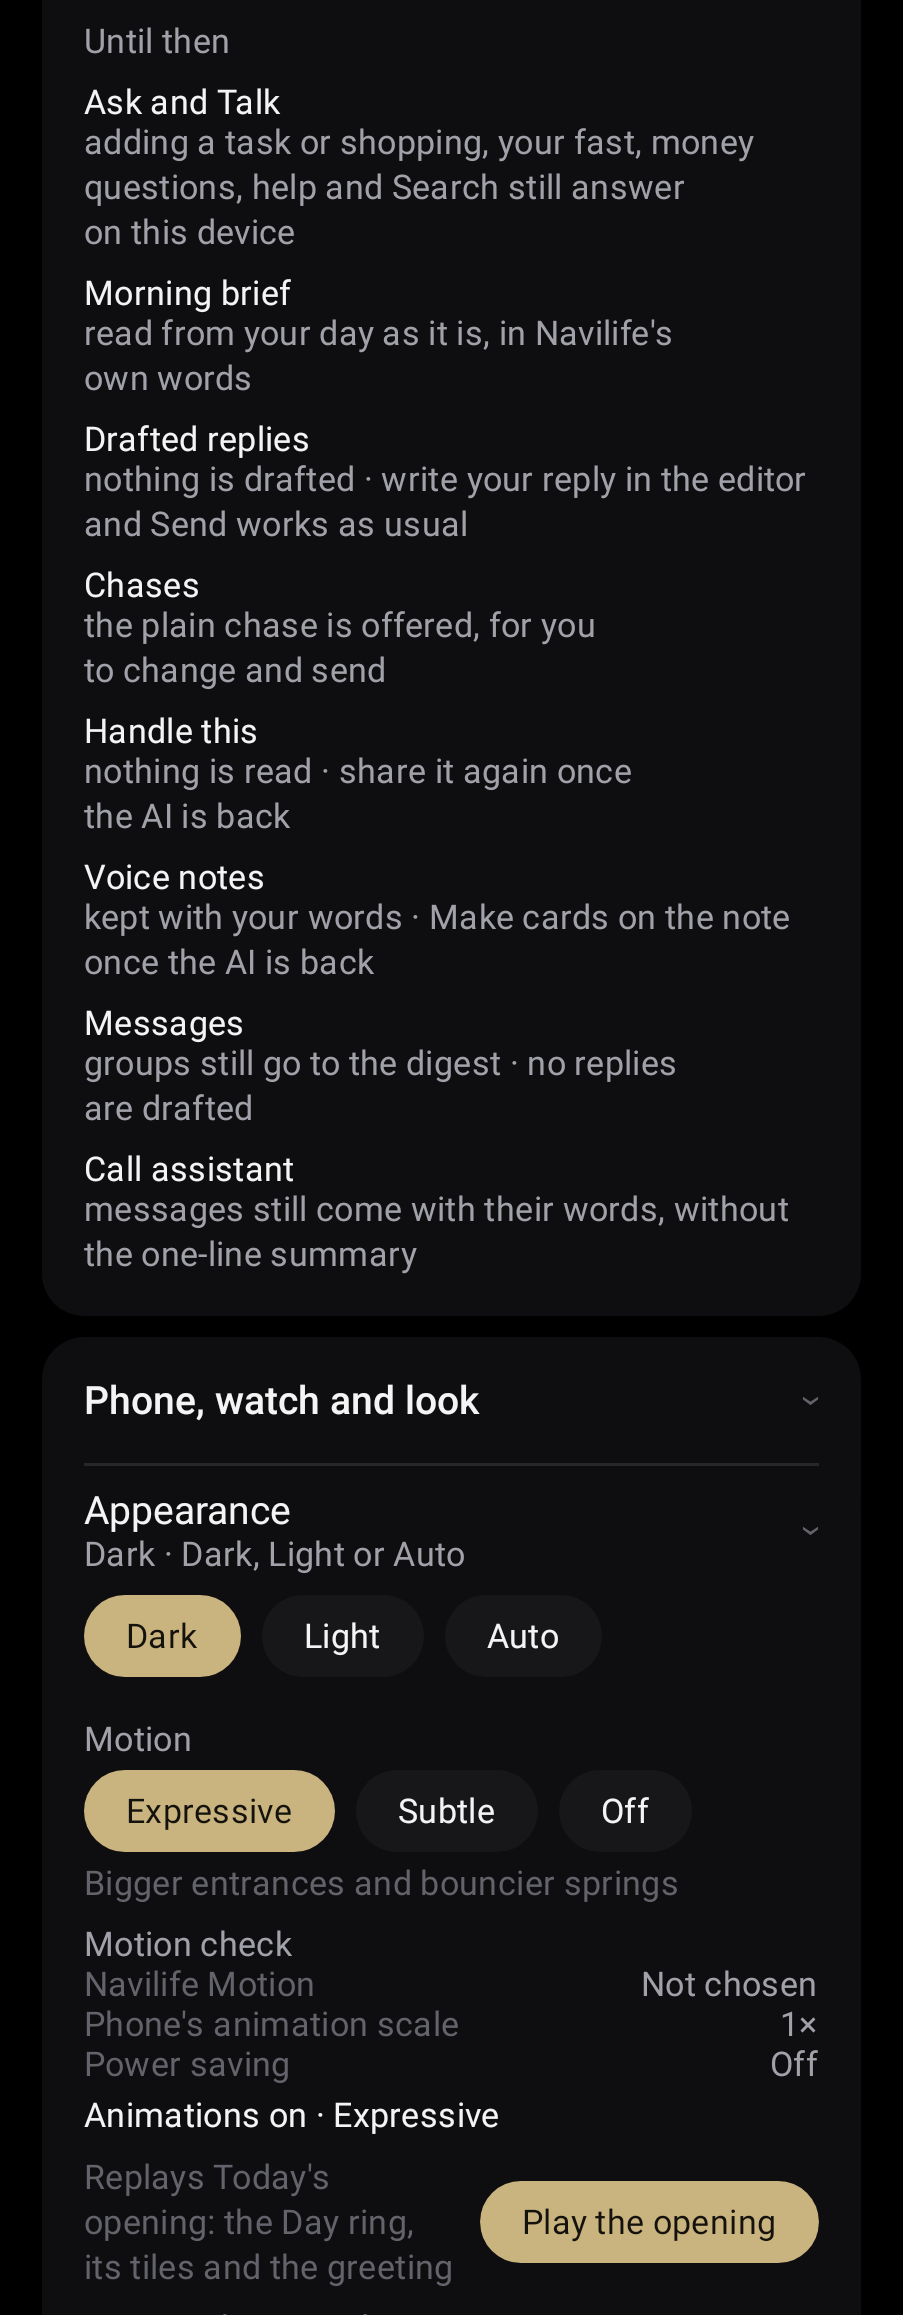 Until then
Ask and Talk
adding a task or shopping, your fast, money
questions, help and Search still answer
on this device
Morning brief
read from your day as it is, in Navilife's
own words
Drafted replies
nothing is drafted · write your reply in the editor
and Send works as usual
Chases
the plain chase is offered, for you
to change and send
Handle this
nothing is read · share it again once
the AI is back
Voice notes
kept with your words · Make cards on the note
once the AI is back
Messages
groups still go to the digest · no replies
are drafted
Call assistant
messages still come with their words, without
the one-line summary
Phone, watch and look
Appearance
Dark · Dark, Light or Auto
Dark Light Auto
Motion
Expressive Subtle Off
Bigger entrances and bouncier springs
Motion check
Navilife Motion Not chosen
Phone's animation scale 1×
Power saving Off
Animations on · Expressive
Replays Today's
opening: the Day ring,
its tiles and the greeting
Play the opening